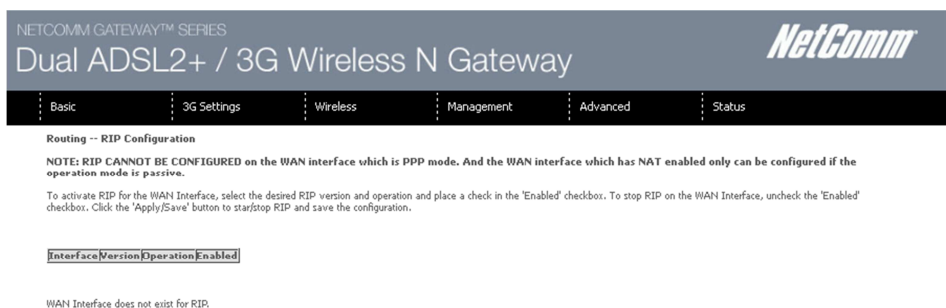 NETCOMM GATEWAY™ SERIES
Dual ADSL2+ / 3G Wireless N Gateway
NetComm
Basic 3G Settings Wireless Management Advanced Status
Routing -- RIP Configuration
NOTE: RIP CANNOT BE CONFIGURED on the WAN interface which is PPP mode. And the WAN interface which has NAT enabled only can be configured if the
operation mode is passive.
To activate RIP for the WAN Interface, select the desired RIP version and operation and place a check in the 'Enabled' checkbox. To stop RIP on the WAN Interface, uncheck the 'Enabled'
checkbox. Click the 'Apply/Save' button to star/stop RIP and save the configuration.
Interface Version Operation Enabled
WAN Interface does not exist for RIP.